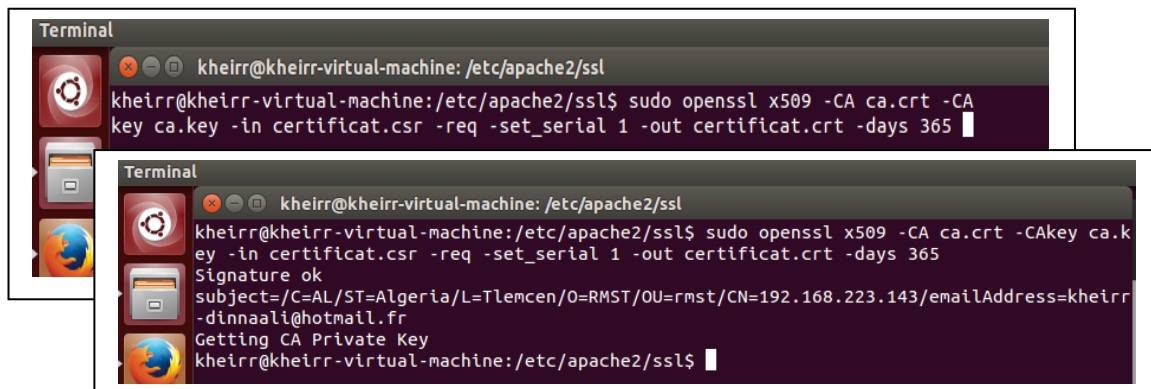 Terminal
kheirr@kheirr-virtual-machine: /etc/apache2/ssl
kheirr@kheirr-virtual-machine:/etc/apache2/ssl$ sudo openssl x509 -CA ca.crt -CA
key ca.key -in certificat.csr -req -set_serial 1 -out certificat.crt -days 365
Terminal
kheirr@kheirr-virtual-machine: /etc/apache2/ssl
kheirr@kheirr-virtual-machine:/etc/apache2/ssl$ sudo openssl x509 -CA ca.crt -CAkey ca.k
ey -in certificat.csr -req -set_serial 1 -out certificat.crt -days 365
Signature ok
subject=/C=AL/ST=Algeria/L=Tlemcen/O=RMST/OU=rmst/CN=192.168.223.143/emailAddress=kheirr
-dinnaali@hotmail.fr
Getting CA Private Key
kheirr@kheirr-virtual-machine:/etc/apache2/ssl$